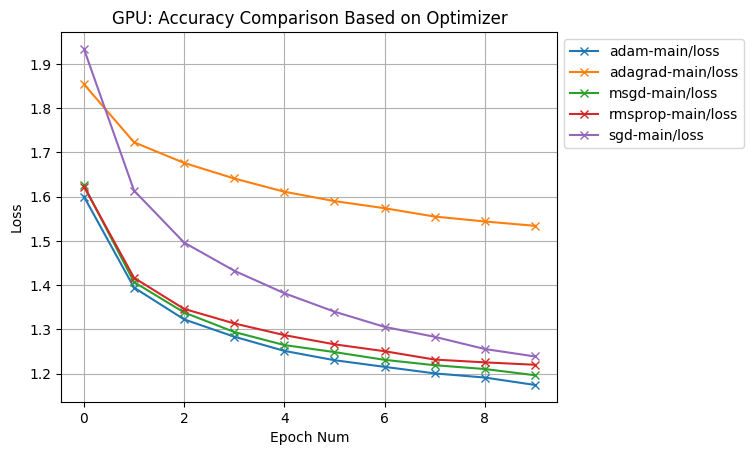 GPU: Accuracy Comparison Based on Optimizer
1.9
1.8
1.7
1.6
1.5
1.4
1.3
1.2
Loss
0
2
4
6
8
Epoch Num
adam-main/loss
adagrad-main/loss
msgd-main/loss
rmsprop-main/loss
sgd-main/loss